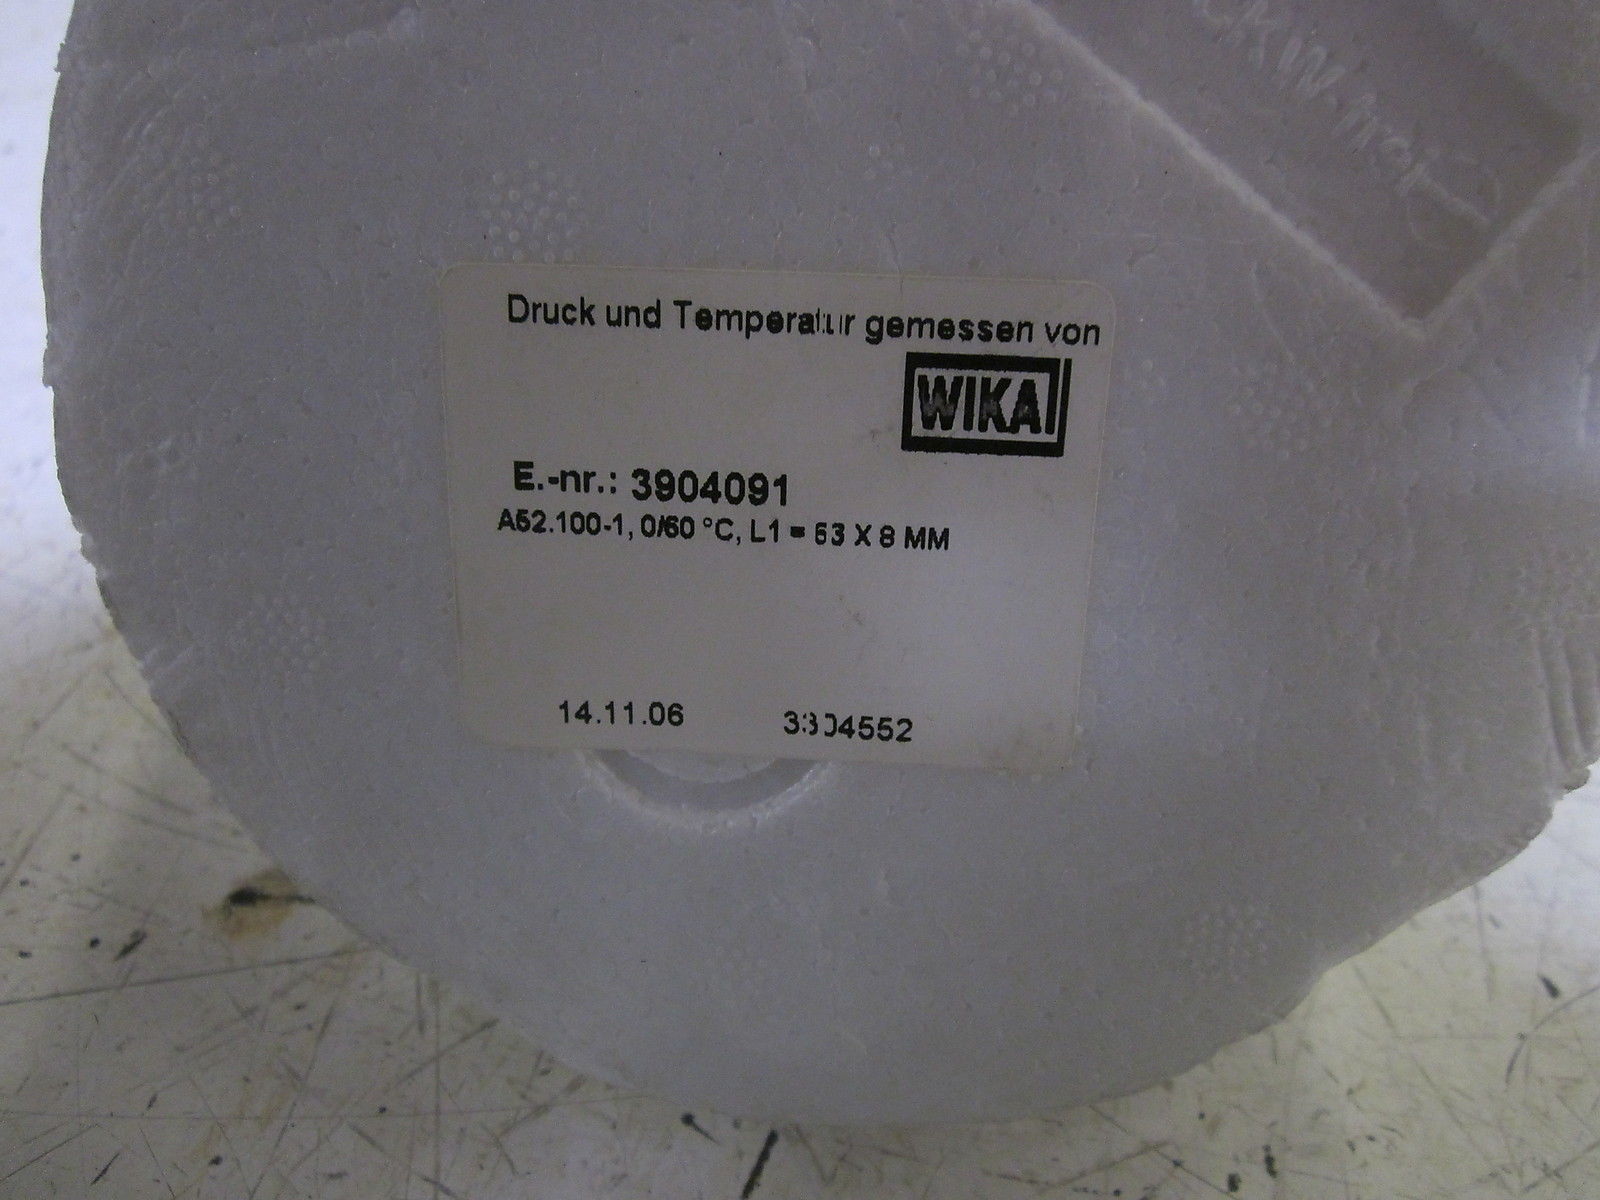 Druck und Temperatur gemessen von
WIKA
E.-nr.: 3904091
A52.100-1, 0/60 °C, L1 = 63 X 8 MM
14.11.06 3304552